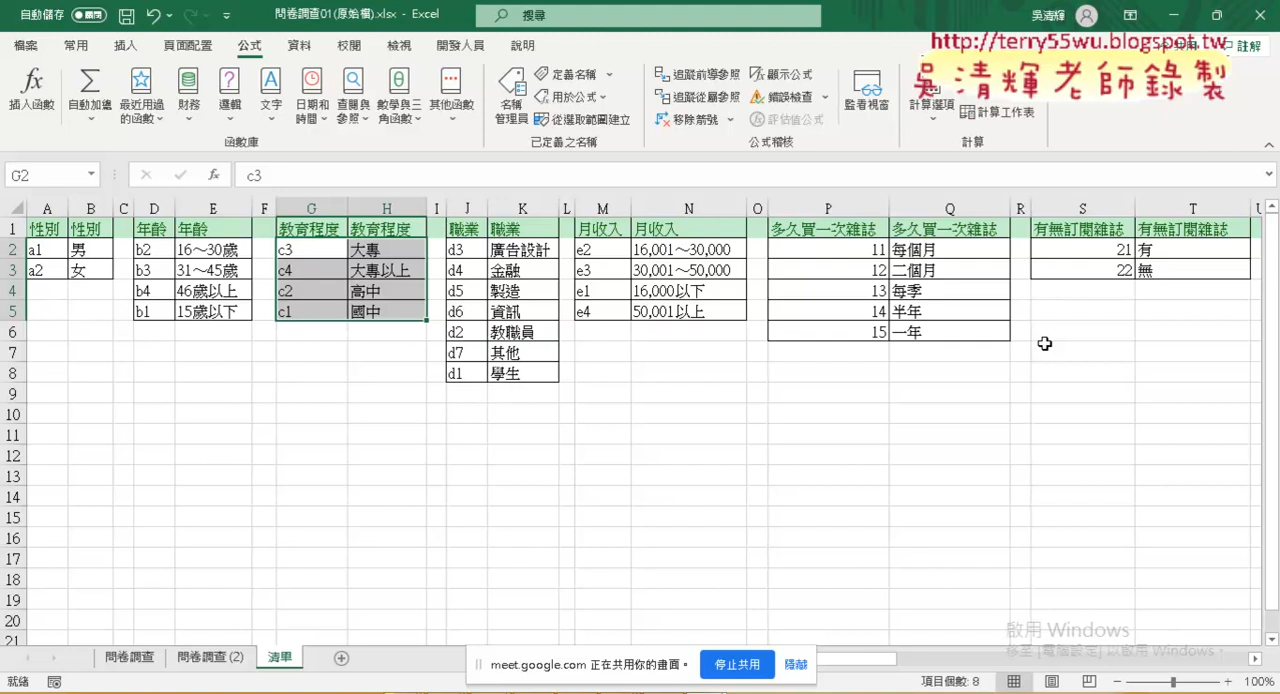 自動儲存 問卷調查01(原始檔).xlsx - Excel 搜尋 吳清輝
http://terry55wu.blogspot.tw
檔案 常用 插入 頁面配置 公式 資料 校閱 檢視 開發人員 說明 註解
吳清輝老師錄製
插入函數 自動加總 最近用過的函數 財務 邏輯 文字 日期和時間 查閱與參照 數學與三角函數 其他函數
函數庫
名稱管理員 定義名稱 用於公式 從選取範圍建立
已定義之名稱
追蹤前導參照 追蹤從屬參照 移除箭號 顯示公式 錯誤檢查 評估值公式 監看視窗
公式稽核
計算選項 計算工作表
計算
G2 fx c3
A B C D E F G H I J K L M N O P Q R S T U
1 性別 性別 年齡 年齡 教育程度 教育程度 職業 職業 月收入 月收入 多久買一次雜誌 多久買一次雜誌 有無訂閱雜誌 有無訂閱雜誌
2 a1 男 b2 16～30歲 c3 大專 d3 廣告設計 e2 16,001～30,000 11 每個月 21 有
3 a2 女 b3 31～45歲 c4 大專以上 d4 金融 e3 30,001～50,000 12 二個月 22 無
4 b4 46歲以上 c2 高中 d5 製造 e1 16,000以下 13 每季
5 b1 15歲以下 c1 國中 d6 資訊 e4 50,001以上 14 半年
6 d2 教職員 15 一年
7 d7 其他
8 d1 學生
9
10
11
12
13
14
15
16
17
18
19
20
21
啟用 Windows
移至 [電腦設定] 以啟用 Windows。
問卷調查 問卷調查 (2) 清單
meet.google.com 正在共用你的畫面。 停止共用 隱藏
就緒 項目個數: 8 100%